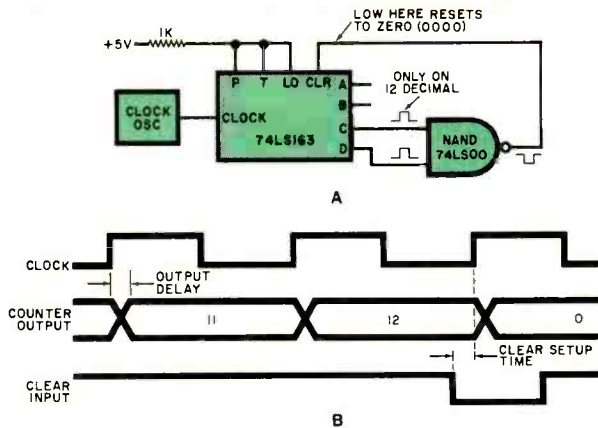 LOW HERE RESETS
TO ZERO (0000)
1K
+5V
P T LO CLR
A
B
C
D
ONLY ON
12 DECIMAL
CLOCK
OSC
CLOCK
74LS163
NAND
74LS00
A
CLOCK
OUTPUT
DELAY
COUNTER
OUTPUT
11
12
0
CLEAR SETUP
TIME
CLEAR
INPUT
B